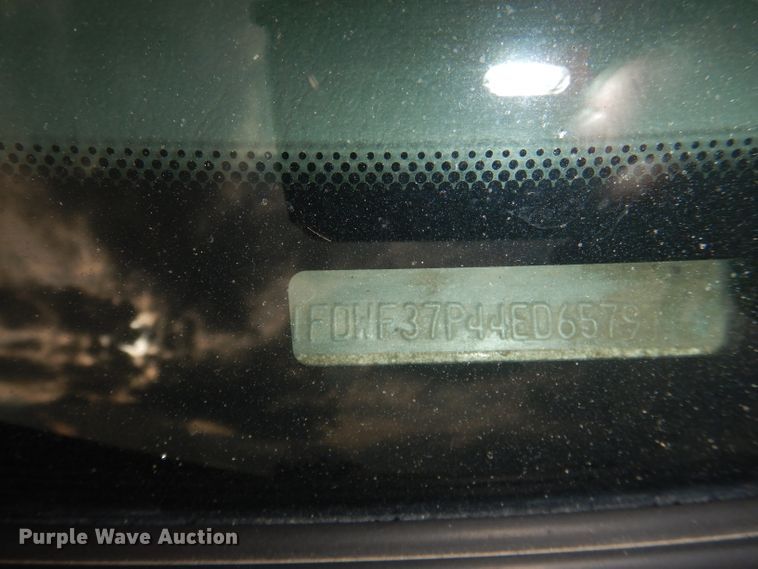 1FDWF37P44ED6579
Purple Wave Auction